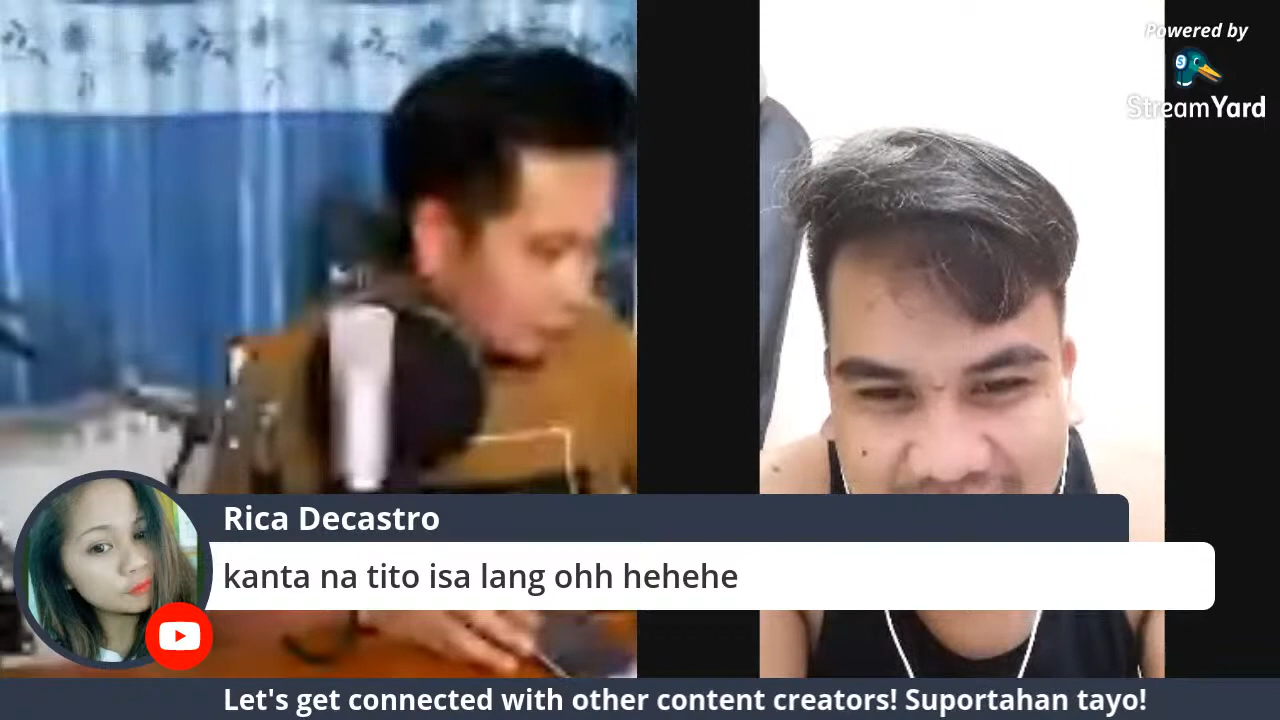 Powered by
StreamYard
Rica Decastro
kanta na tito isa lang ohh hehehe
Let's get connected with other content creators! Suportahan tayo!